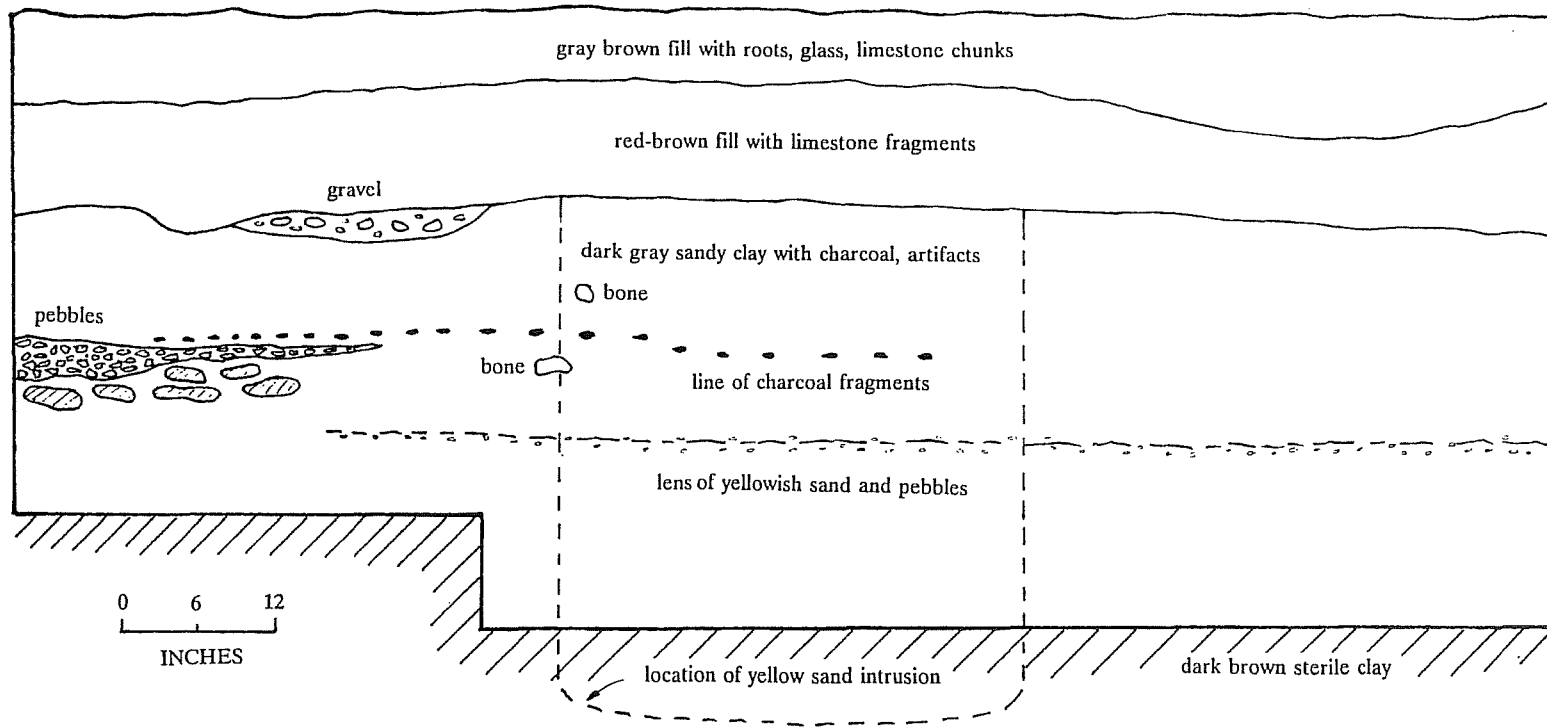 gray brown fill with roots, glass, limestone chunks
red-brown fill with limestone fragments
gravel
dark gray sandy clay with charcoal, artifacts
bone
pebbles
bone
line of charcoal fragments
lens of yellowish sand and pebbles
0 6 12
INCHES
location of yellow sand intrusion
dark brown sterile clay